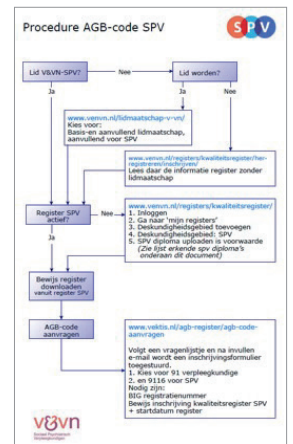 Procedure AGB-code SPV
SPV
Lid V&VN-SPV?
Nee
Lid worden?
Ja
Ja
Nee
www.venvn.nl/lidmaatschap-v-vn/
Kies voor:
Basis-en aanvullend lidmaatschap,
aanvullend voor SPV
www.venvn.nl/registers/kwaliteitsregister/her-
registreren/inschrijven/
Lees daar de informatie register zonder
lidmaatschap
Register SPV
actief?
Nee
www.venvn.nl/registers/kwaliteitsregister/
1. Inloggen
2. Ga naar 'mijn registers'
3. Deskundigheidsgebied toevoegen
4. Deskundigheidsgebied: SPV
5. SPV diploma uploaden is voorwaarde
(Zie lijst erkende spv diploma's
onderaan dit document)
Ja
Bewijs register
downloaden
vanuit register SPV
AGB-code
aanvragen
www.vektis.nl/agb-register/agb-code-
aanvragen
Volgt een vragenlijstje en na invullen
e-mail wordt een inschrijvingsformulier
toegestuurd.
1. Kies voor 91 verpleegkundige
2. en 9116 voor SPV
Nodig zijn:
BIG registratienummer
Bewijs inschrijving kwaliteitsregister SPV
+ startdatum register
v&vn
Sociaal Psychiatrisch
Verpleegkundigen